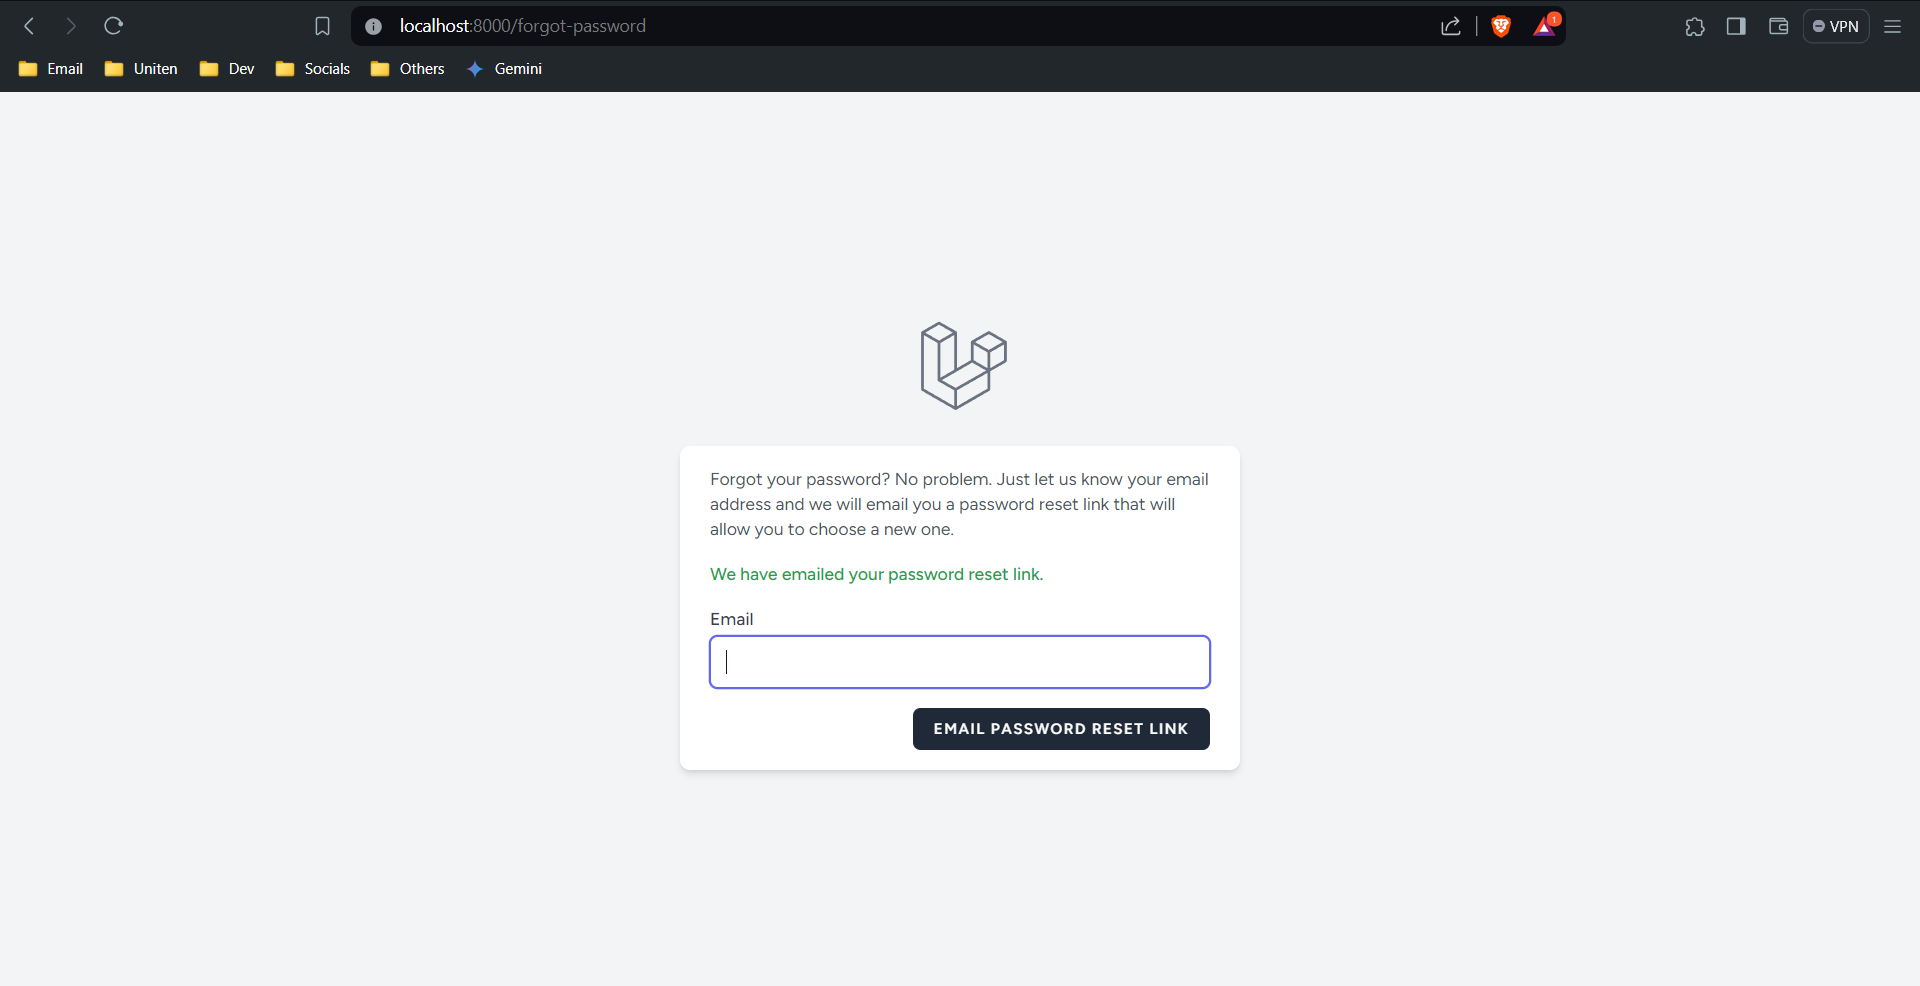 localhost:8000/forgot-password
1
VPN
Email
Uniten
Dev
Socials
Others
Gemini
Forgot your password? No problem. Just let us know your email
address and we will email you a password reset link that will
allow you to choose a new one.
We have emailed your password reset link.
Email
EMAIL PASSWORD RESET LINK